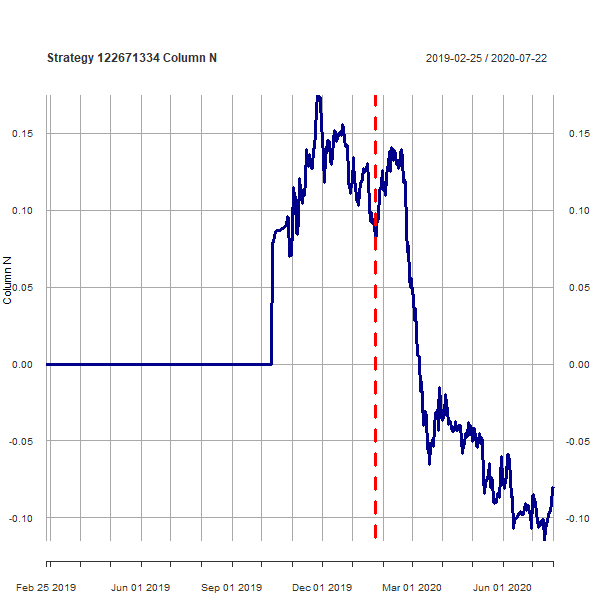 Strategy 122671334 Column N
2019-02-25 / 2020-07-22
Column N
0.15
0.10
0.05
0.00
-0.05
-0.10
0.15
0.10
0.05
0.00
-0.05
-0.10
Feb 25 2019
Jun 01 2019
Sep 01 2019
Dec 01 2019
Mar 01 2020
Jun 01 2020